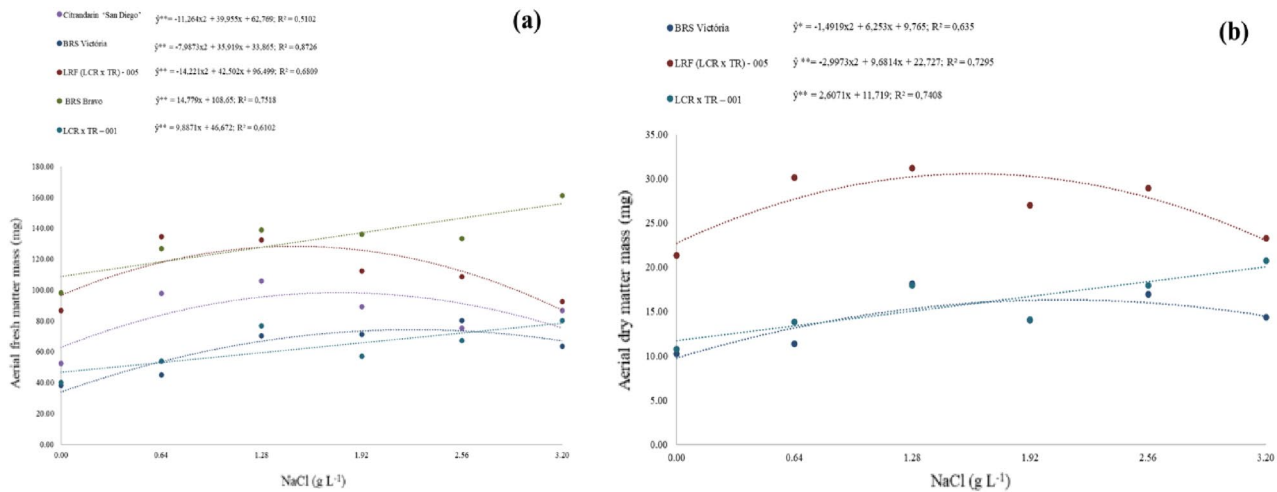 (a)
Citrandarin 'San Diego' ŷ**= -11,264x2 + 39,955x + 62,769; R² = 0,5102
BRS Victória ŷ** = -7,9873x2 + 35,919x + 33,865; R² = 0,8726
LRF (LCR x TR) - 005 ŷ** = -14,221x2 + 42,502x + 96,499; R² = 0,6809
BRS Bravo ŷ** = 14,779x + 108,65; R² = 0,7518
LCR x TR – 001 ŷ** = 9,8871x + 46,672; R² = 0,6102
Aerial fresh matter mass (mg)
180.00
160.00
140.00
120.00
100.00
80.00
60.00
40.00
20.00
0.00
0.00 0.64 1.28 1.92 2.56 3.20
NaCl (g L-1)
(b)
BRS Victória ŷ* = -1,4919x2 + 6,253x + 9,765; R² = 0,635
LRF (LCR x TR) - 005 ŷ **= -2,9973x2 + 9,6814x + 22,727; R² = 0,7295
LCR x TR – 001 ŷ** = 2,6071x + 11,719; R² = 0,7408
Aerial dry matter mass (mg)
35.00
30.00
25.00
20.00
15.00
10.00
5.00
0.00
0.00 0.64 1.28 1.92 2.56 3.20
NaCl (g L-1)